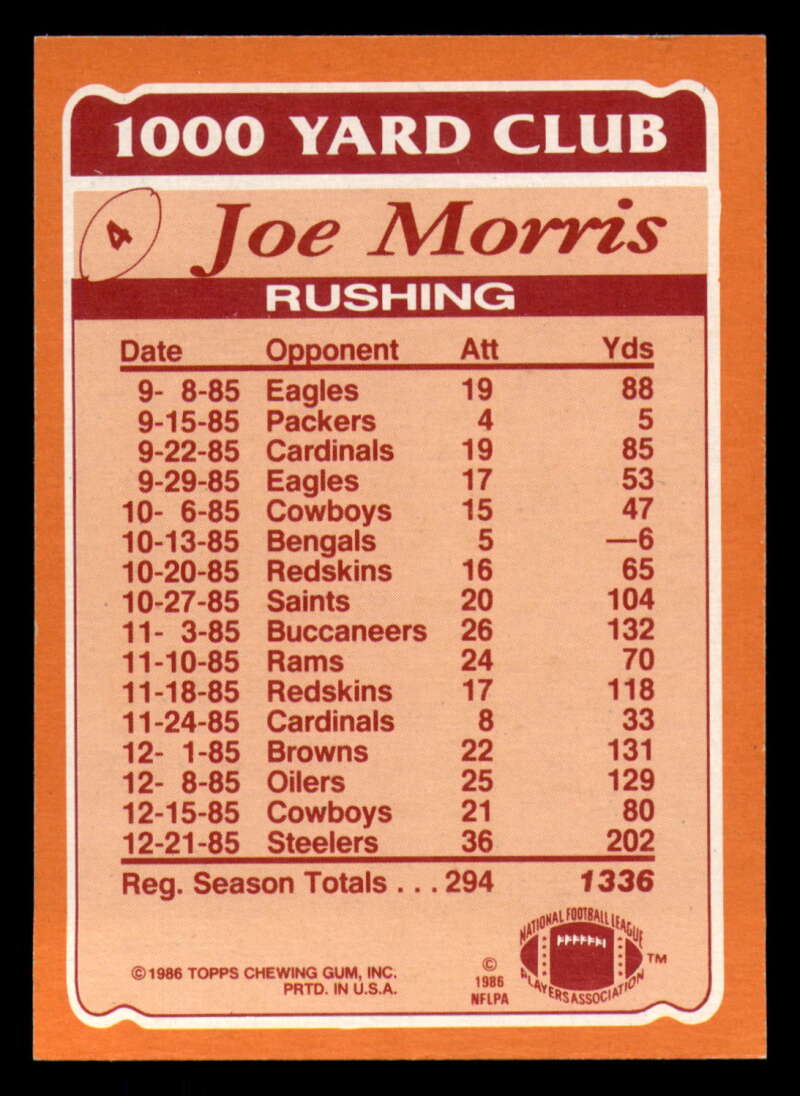 1000 YARD CLUB
4
Joe Morris
RUSHING
Date Opponent Att Yds
9- 8-85 Eagles 19 88
9-15-85 Packers 4 5
9-22-85 Cardinals 19 85
9-29-85 Eagles 17 53
10- 6-85 Cowboys 15 47
10-13-85 Bengals 5 —6
10-20-85 Redskins 16 65
10-27-85 Saints 20 104
11- 3-85 Buccaneers 26 132
11-10-85 Rams 24 70
11-18-85 Redskins 17 118
11-24-85 Cardinals 8 33
12- 1-85 Browns 22 131
12- 8-85 Oilers 25 129
12-15-85 Cowboys 21 80
12-21-85 Steelers 36 202
Reg. Season Totals . . . 294 1336
© 1986 TOPPS CHEWING GUM, INC.
PRTD. IN U.S.A.
©
1986
NFLPA
NATIONAL FOOTBALL LEAGUE
PLAYERS ASSOCIATION
TM